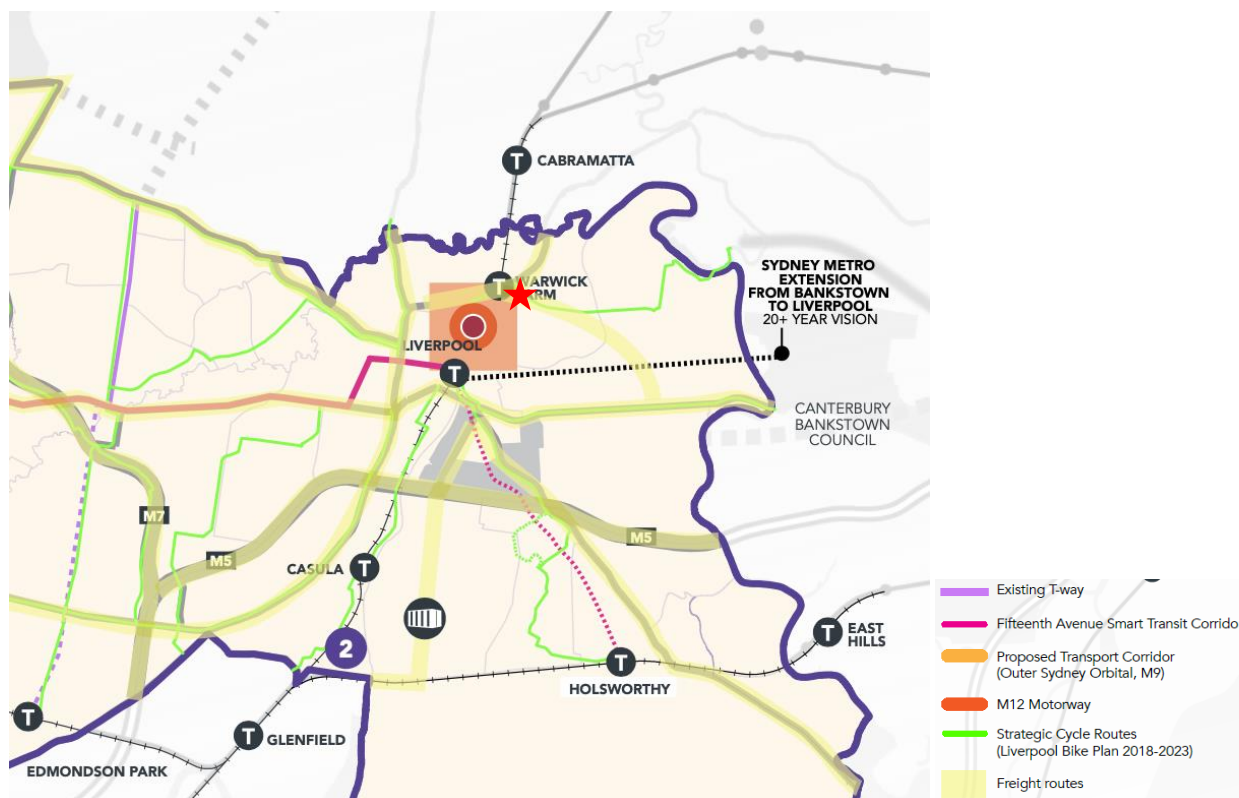 T
CABRAMATTA
T
WARWICK
FARM
SYDNEY METRO
EXTENSION
FROM BANKSTOWN
TO LIVERPOOL
20+ YEAR VISION
LIVERPOOL
T
CANTERBURY
BANKSTOWN
COUNCIL
M7
M5
M5
CASULA
T
2
T
EAST
HILLS
T
HOLSWORTHY
T
T
GLENFIELD
EDMONDSON PARK
Existing T-way
Fifteenth Avenue Smart Transit Corrido
Proposed Transport Corridor
(Outer Sydney Orbital, M9)
M12 Motorway
Strategic Cycle Routes
(Liverpool Bike Plan 2018-2023)
Freight routes